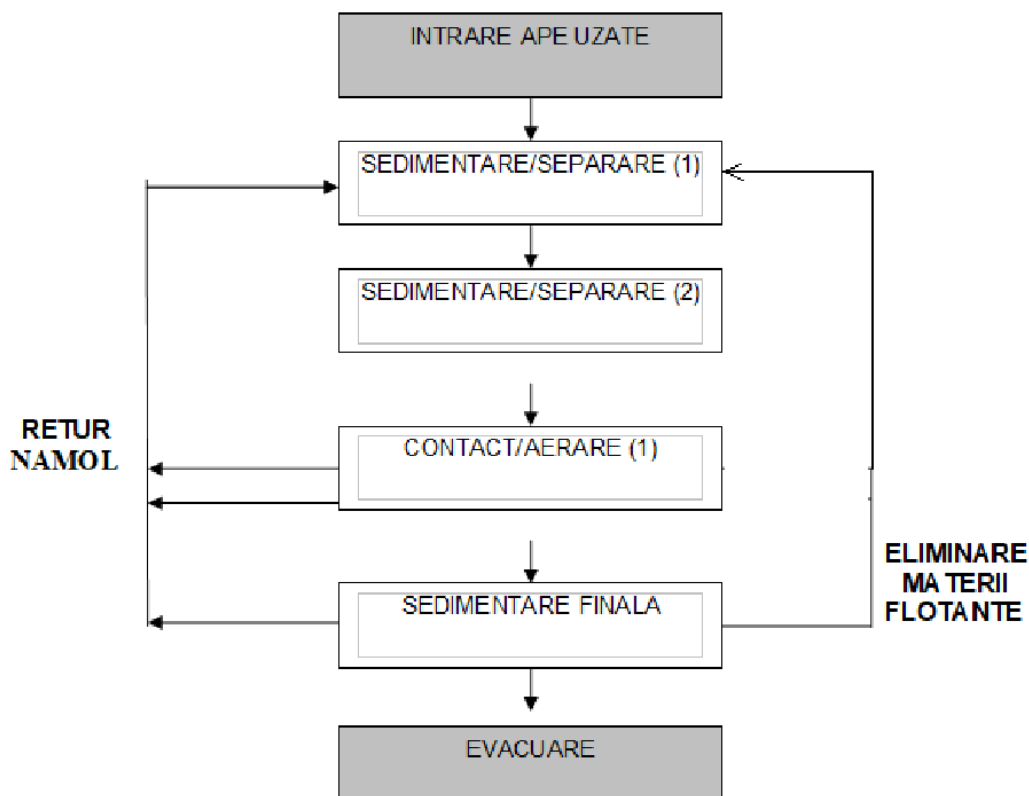 INTRARE APE UZATE
SEDIMENTARE/SEPARARE (1)
SEDIMENTARE/SEPARARE (2)
RETUR
NAMOL
CONTACT/AERARE (1)
ELIMINARE
MATERII
FLOTANTE
SEDIMENTARE FINALA
EVACUARE